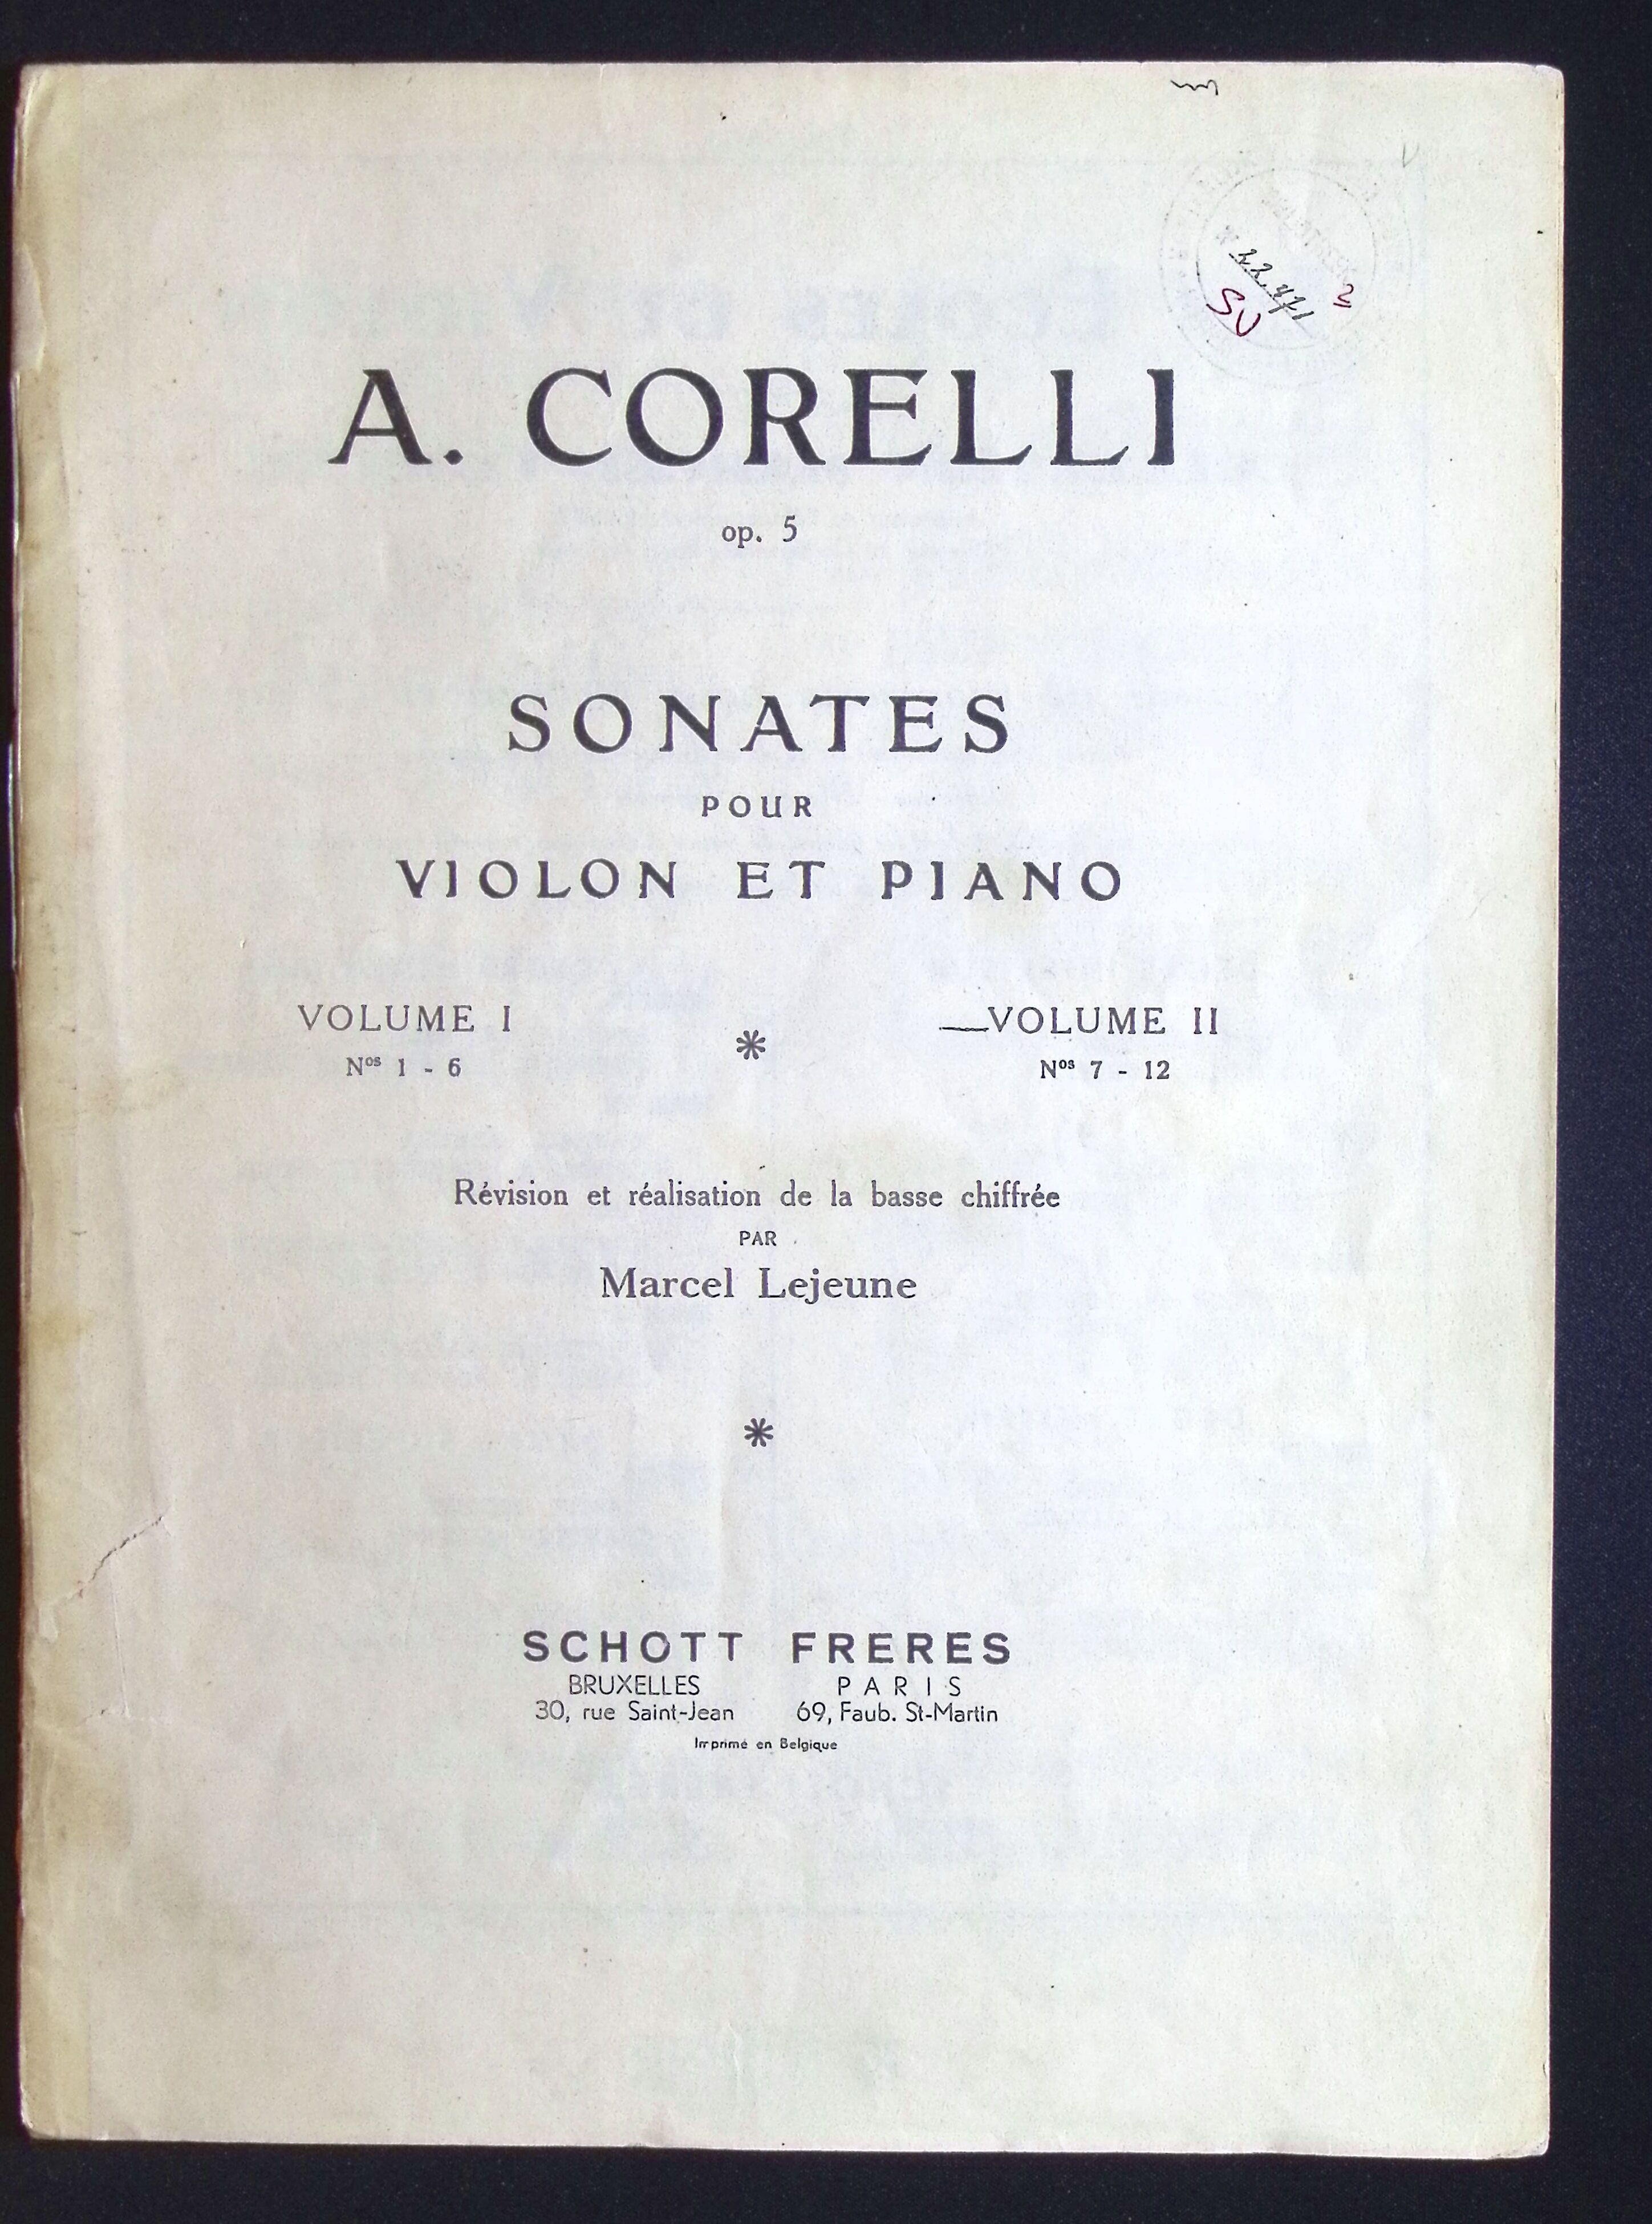 SU
2
A. CORELLI
op. 5
SONATES
POUR
VIOLON ET PIANO
VOLUME I
Nos 1 - 6
*
VOLUME II
Nos 7 - 12
Révision et réalisation de la basse chiffrée
PAR
Marcel Lejeune
*
SCHOTT FRERES
BRUXELLES
30, rue Saint-Jean
PARIS
69, Faub. St-Martin
Imprimé en Belgique